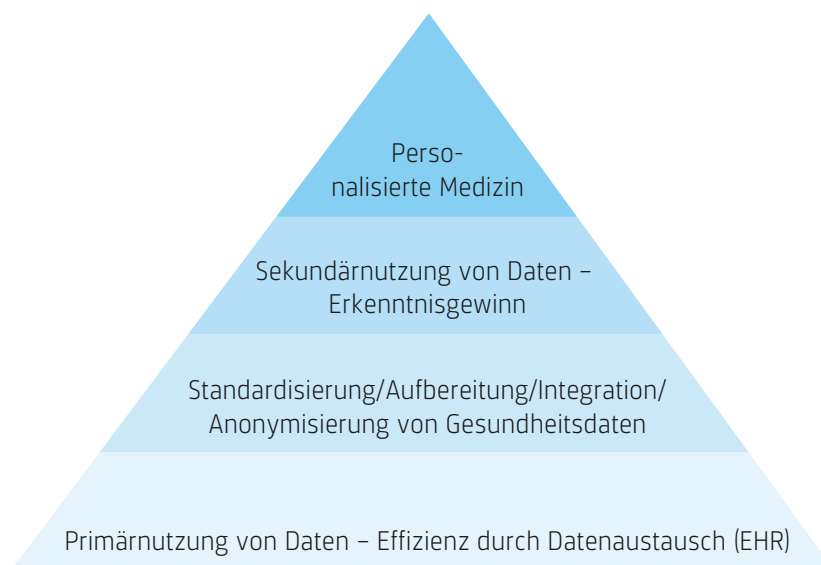 Perso-
nalisierte Medizin
Sekundärnutzung von Daten –
Erkenntnisgewinn
Standardisierung/Aufbereitung/Integration/
Anonymisierung von Gesundheitsdaten
Primärnutzung von Daten – Effizienz durch Datenaustausch (EHR)